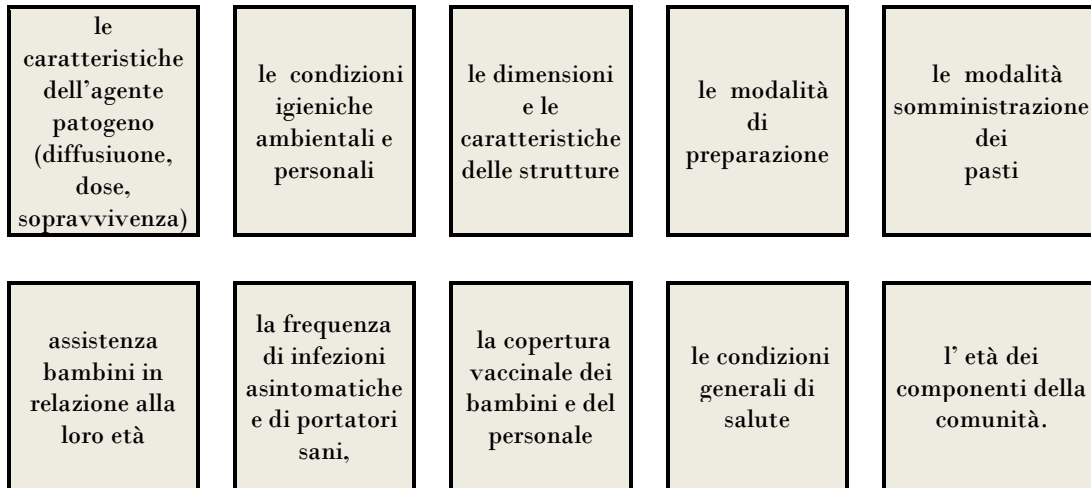 le
caratteristiche
dell’agente
patogeno
(diffusiuone,
dose,
sopravvivenza)
le condizioni
igieniche
ambientali e
personali
le dimensioni
e le
caratteristiche
delle strutture
le modalità
di
preparazione
le modalità
somministrazione
dei
pasti
assistenza
bambini in
relazione alla
loro età
la frequenza
di infezioni
asintomatiche
e di portatori
sani,
la copertura
vaccinale dei
bambini e del
personale
le condizioni
generali di
salute
l’ età dei
componenti della
comunità.